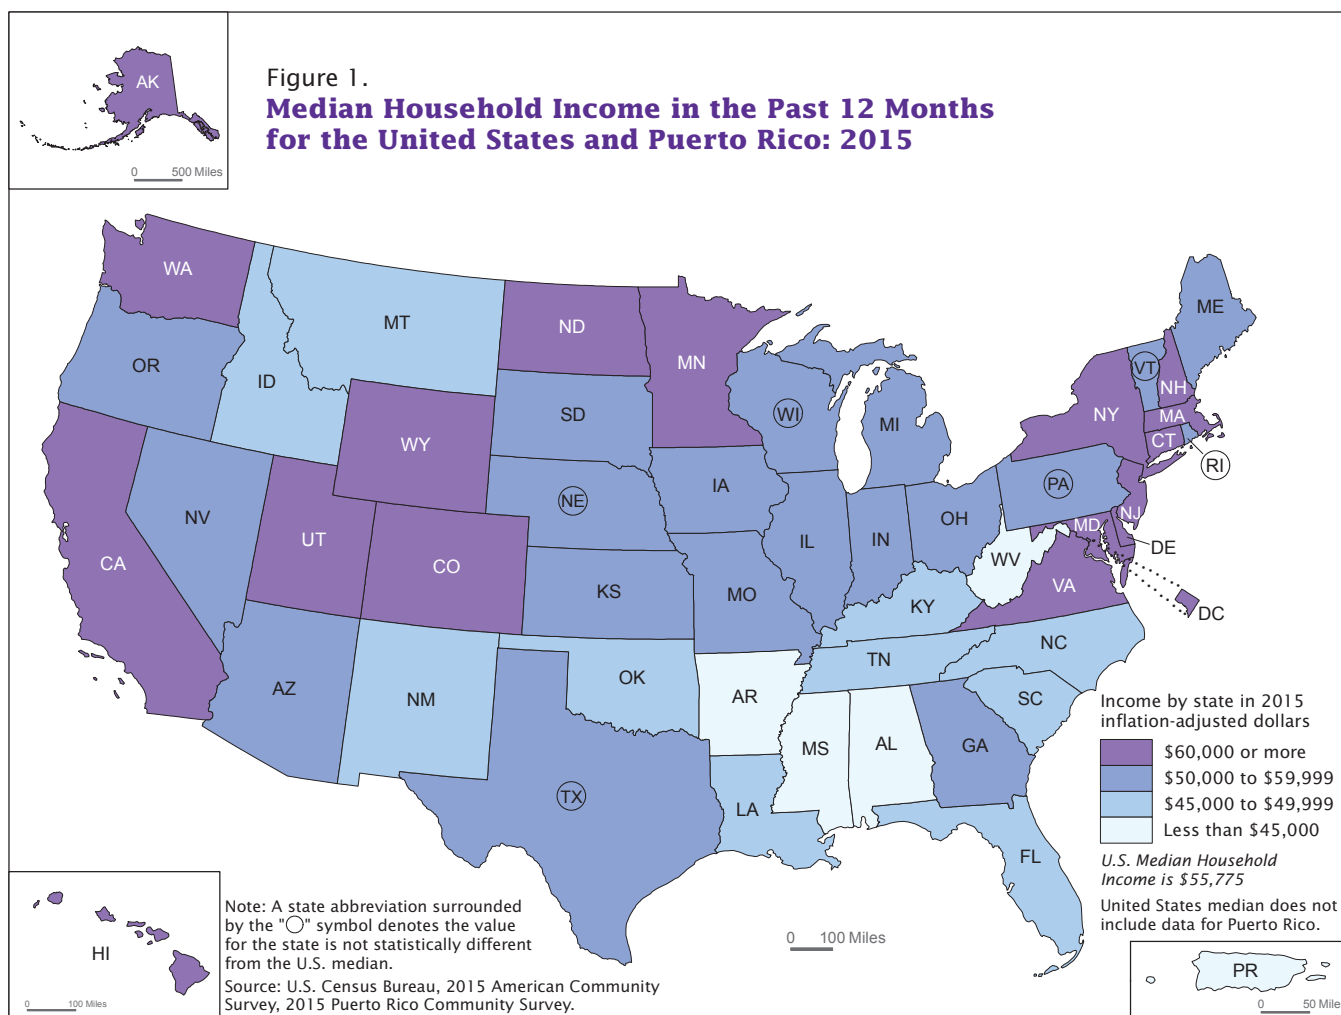 AK
0 500 Miles
Figure 1.
Median Household Income in the Past 12 Months
for the United States and Puerto Rico: 2015
WA
MT
ND
MN
OR
ID
SD
WI
MI
NY
VT
NH
ME
MA
CT
RI
WY
NE
IA
PA
NJ
NV
UT
CO
CA
KS
MO
IL
IN
OH
WV
MD
DE
VA
DC
KY
NC
TN
SC
AZ
NM
OK
AR
MS
AL
GA
TX
LA
FL
Income by state in 2015
inflation-adjusted dollars
$60,000 or more
$50,000 to $59,999
$45,000 to $49,999
Less than $45,000
U.S. Median Household
Income is $55,775
United States median does not
include data for Puerto Rico.
HI
0 100 Miles
Note: A state abbreviation surrounded
by the "◯" symbol denotes the value
for the state is not statistically different
from the U.S. median.
Source: U.S. Census Bureau, 2015 American Community
Survey, 2015 Puerto Rico Community Survey.
0 100 Miles
PR
0 50 Miles